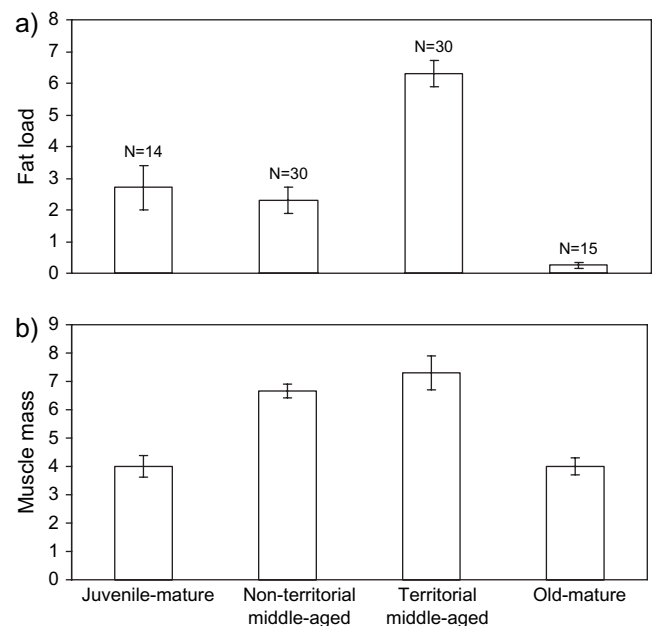 a)
8
7
6
5
4
3
2
1
0
Fat load
N=14
N=30
N=30
N=15
b)
9
8
7
6
5
4
3
2
1
0
Muscle mass
Juvenile-mature
Non-territorial
middle-aged
Territorial
middle-aged
Old-mature